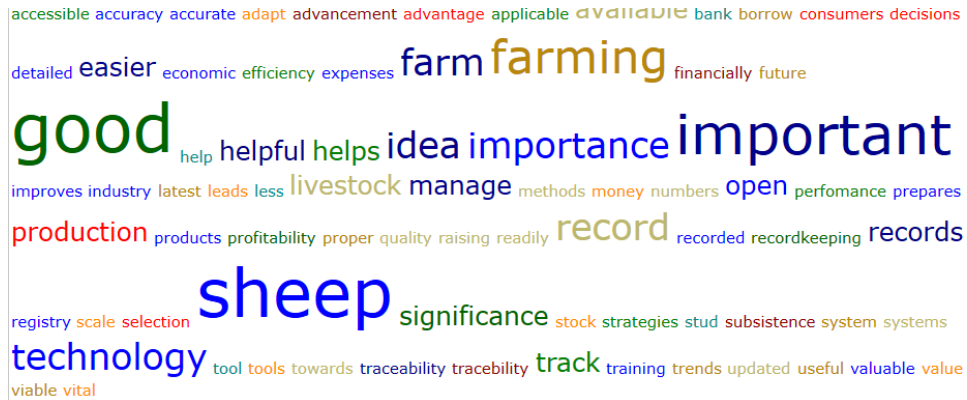 accessible accuracy accurate adapt advancement advantage applicable available bank borrow consumers decisions
detailed easier economic efficiency expenses farm farming financially future
good help helpful helps idea importance important
improves industry latest leads less livestock manage methods money numbers open perfomance prepares
production products profitability proper quality raising readily record recorded recordkeeping records
registry scale selection sheep significance stock strategies stud subsistence system systems
technology tool tools towards traceability tracebility track training trends updated useful valuable value
viable vital